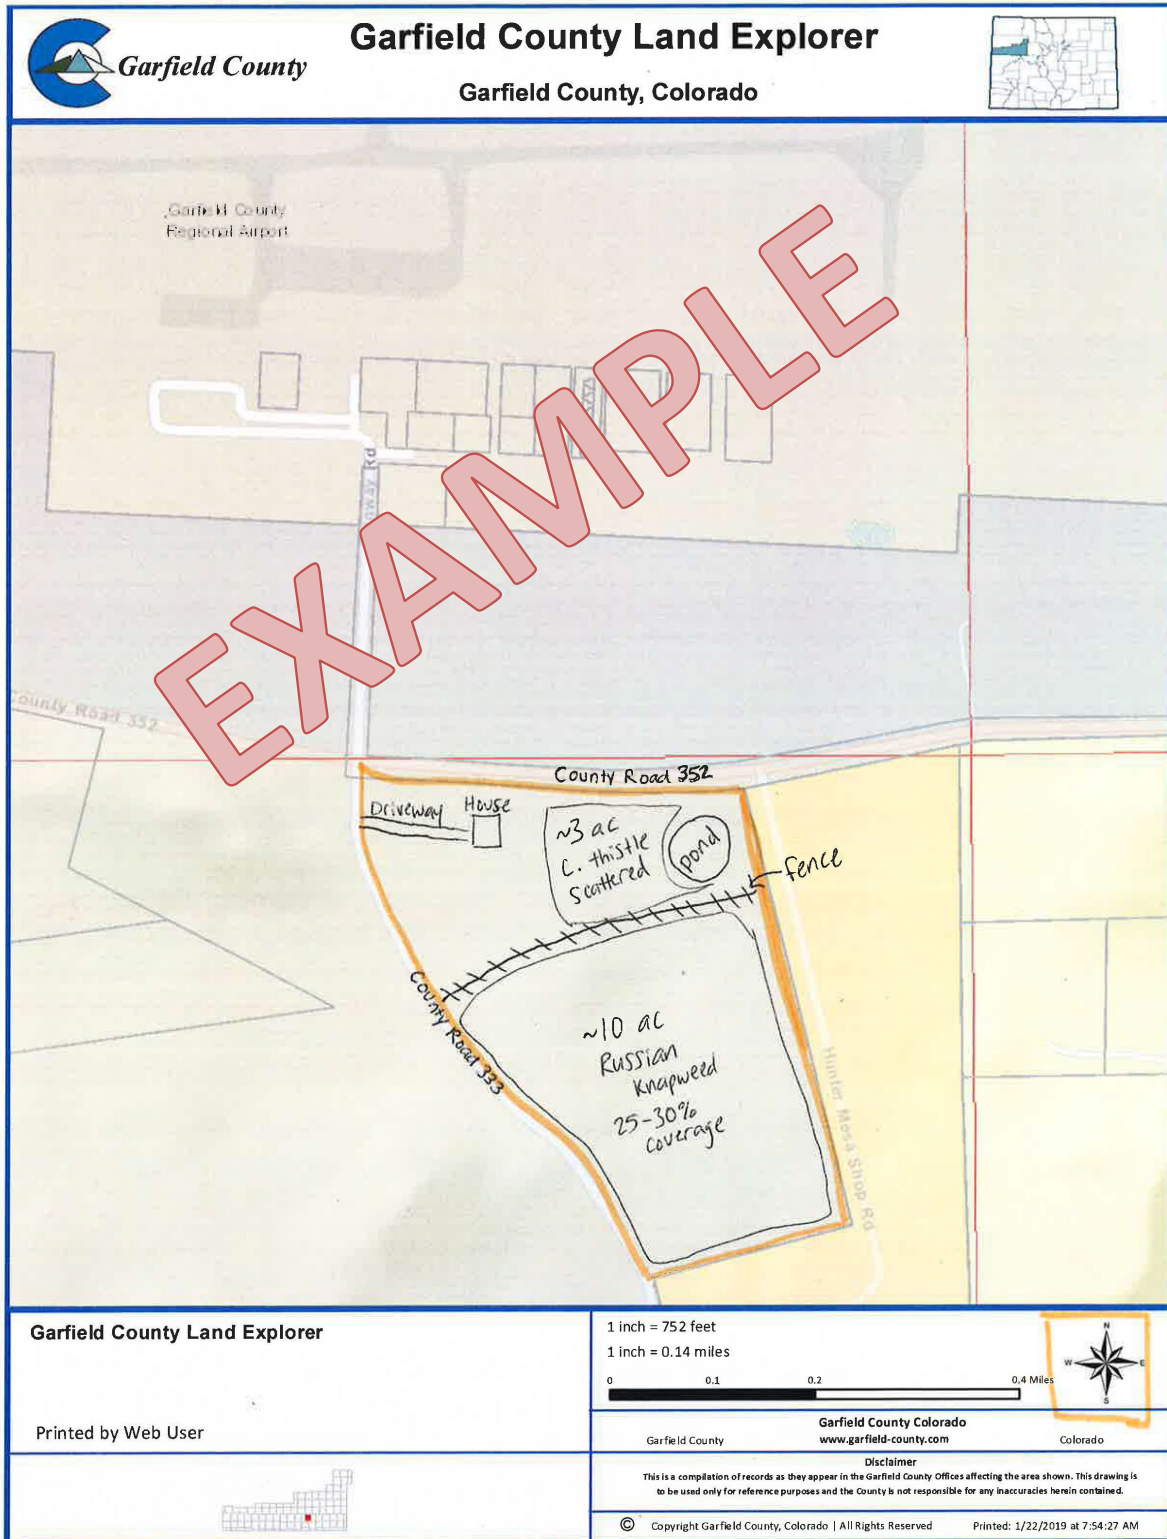 Garfield County
Garfield County Land Explorer
Garfield County, Colorado
Garfield County
Regional Airport
EXAMPLE
nway Rd
County Road 352
County Road 352
Driveway
House
~3 ac
C. thistle
Scattered
pond
fence
County Road 333
~10 ac
Russian
Knapweed
25-30%
coverage
Hunter Mesa Shop Rd
Garfield County Land Explorer
Printed by Web User
1 inch = 752 feet
1 inch = 0.14 miles
0 0.1 0.2 0.4 Miles
N
W E
S
Garfield County Colorado
Garfield County www.garfield-county.com Colorado
Disclaimer
This is a compilation of records as they appear in the Garfield County Offices affecting the area shown. This drawing is
to be used only for reference purposes and the County is not responsible for any inaccuracies herein contained.
© Copyright Garfield County, Colorado | All Rights Reserved Printed: 1/22/2019 at 7:54:27 AM